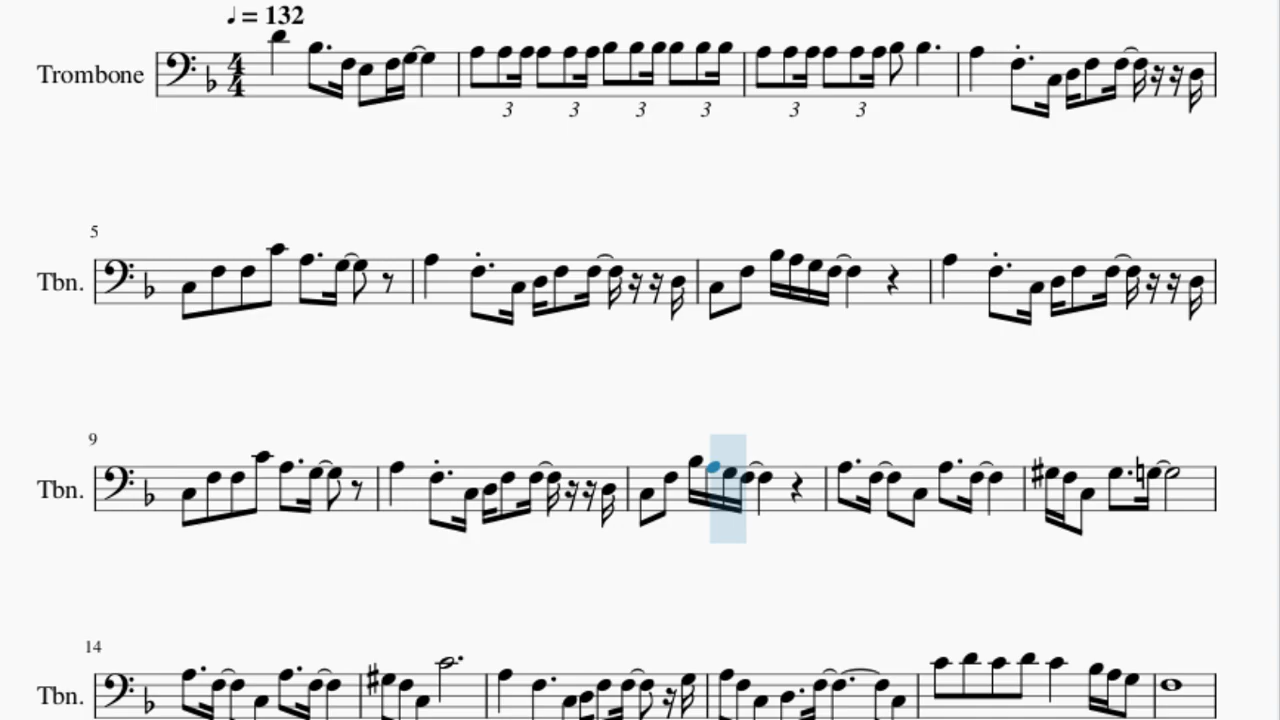 ♩ = 132
Trombone
4
4
3 3 3 3 3 3
5
Tbn.
9
Tbn.
14
Tbn.